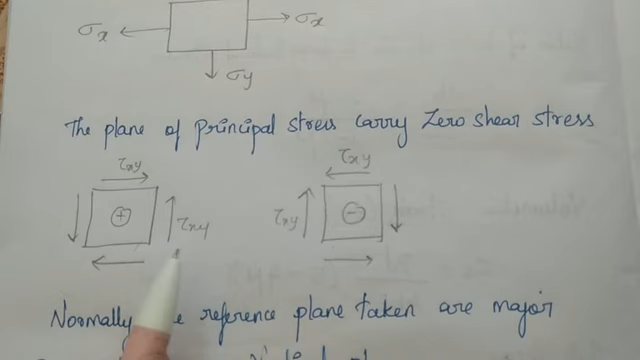 σx σx
σy
The plane of principal stress carry Zero shear stress
τxy τxy
+ τxy τxy −
Normally reference plane taken are major